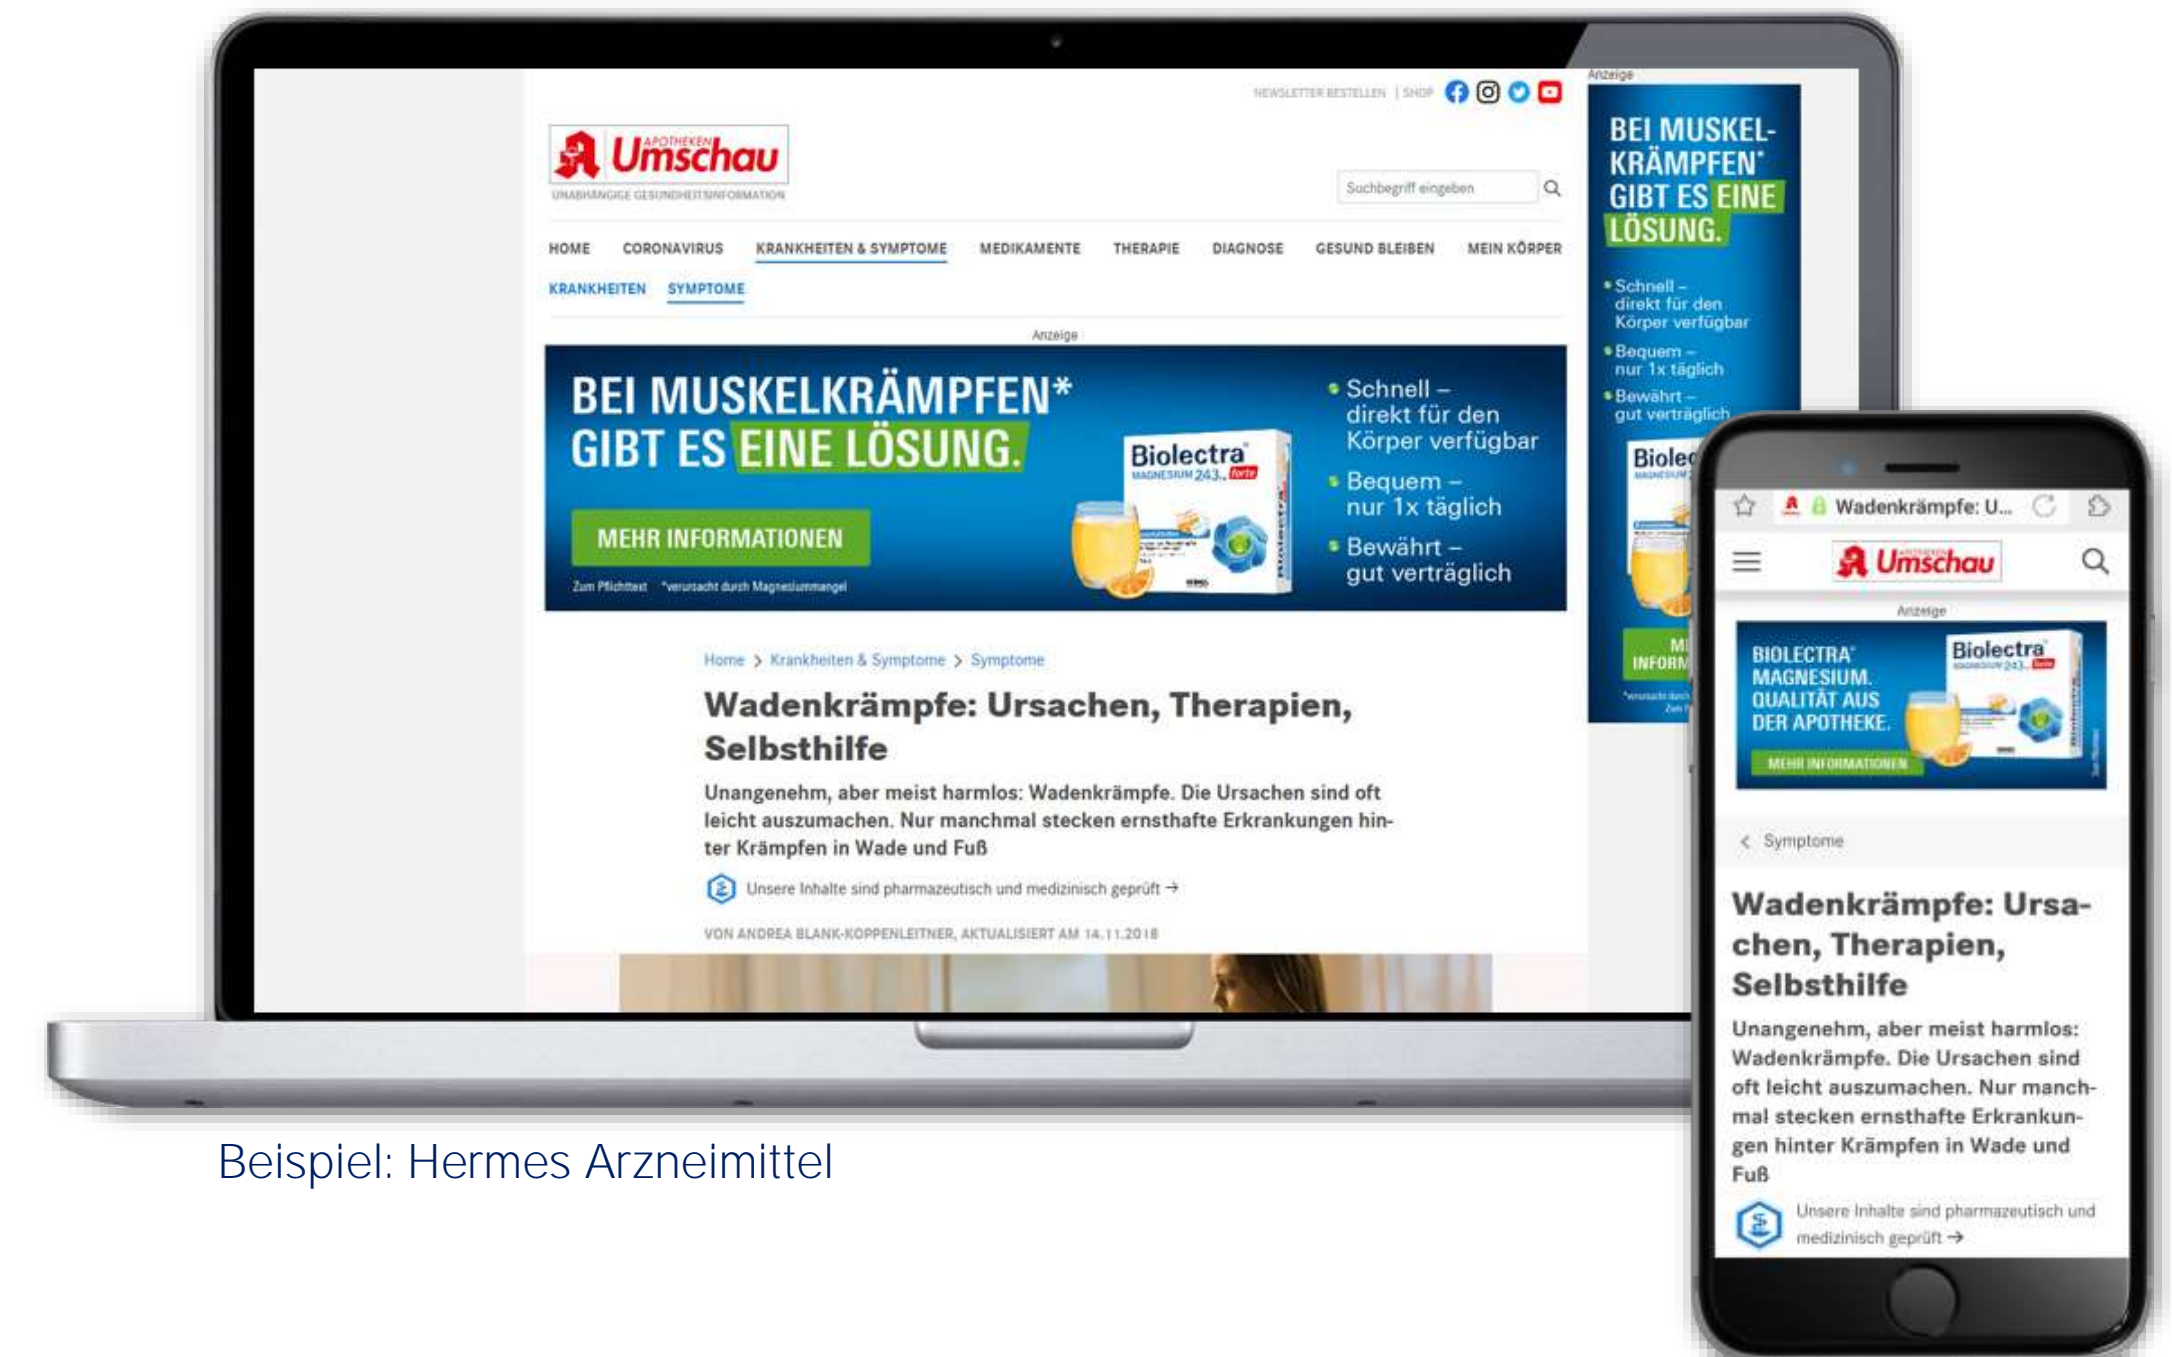 NEWSLETTER BESTELLEN | SHOP
APOTHEKEN
Umschau
UNABHÄNGIGE GESUNDHEITSINFORMATION
Suchbegriff eingeben
HOME CORONAVIRUS KRANKHEITEN & SYMPTOME MEDIKAMENTE THERAPIE DIAGNOSE GESUND BLEIBEN MEIN KÖRPER
KRANKHEITEN SYMPTOME
Anzeige
BEI MUSKELKRÄMPFEN*
GIBT ES EINE LÖSUNG.
MEHR INFORMATIONEN
Zum Pflichttext *verursacht durch Magnesiummangel
Biolectra
MAGNESIUM 243 forte
Biolectra
Schnell –
direkt für den
Körper verfügbar
Bequem –
nur 1x täglich
Bewährt –
gut verträglich
Home > Krankheiten & Symptome > Symptome
Wadenkrämpfe: Ursachen, Therapien,
Selbsthilfe
Unangenehm, aber meist harmlos: Wadenkrämpfe. Die Ursachen sind oft
leicht auszumachen. Nur manchmal stecken ernsthafte Erkrankungen hin-
ter Krämpfen in Wade und Fuß
Unsere Inhalte sind pharmazeutisch und medizinisch geprüft →
VON ANDREA BLANK-KOPPENLEITNER, AKTUALISIERT AM 14.11.2018
Anzeige
BEI MUSKEL-
KRÄMPFEN*
GIBT ES EINE
LÖSUNG.
Schnell –
direkt für den
Körper verfügbar
Bequem –
nur 1x täglich
Bewährt –
gut verträglich
Biolec
MAGNESIUM
INFORM
Wadenkrämpfe: U...
APOTHEKEN
Umschau
Anzeige
BIOLECTRA®
MAGNESIUM.
QUALITÄT AUS
DER APOTHEKE.
MEHR INFORMATIONEN
Biolectra
MAGNESIUM 243 forte
Biolectra
< Symptome
Wadenkrämpfe: Ursa-
chen, Therapien,
Selbsthilfe
Unangenehm, aber meist harmlos:
Wadenkrämpfe. Die Ursachen sind
oft leicht auszumachen. Nur manch-
mal stecken ernsthafte Erkrankun-
gen hinter Krämpfen in Wade und
Fuß
Unsere Inhalte sind pharmazeutisch und
medizinisch geprüft →
Beispiel: Hermes Arzneimittel